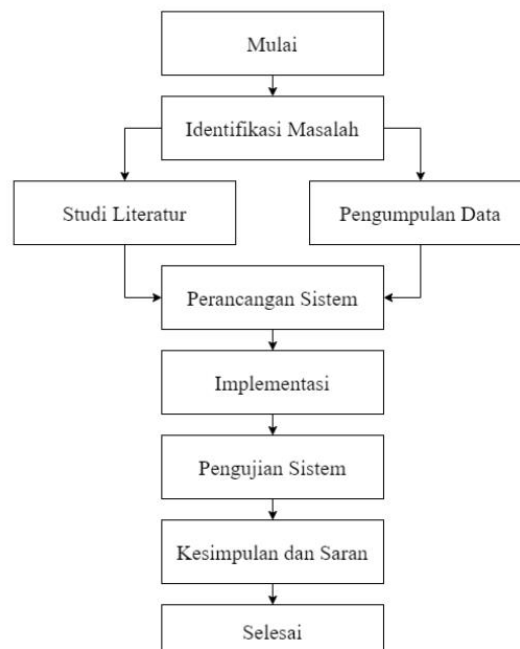 Mulai
Identifikasi Masalah
Studi Literatur
Pengumpulan Data
Perancangan Sistem
Implementasi
Pengujian Sistem
Kesimpulan dan Saran
Selesai